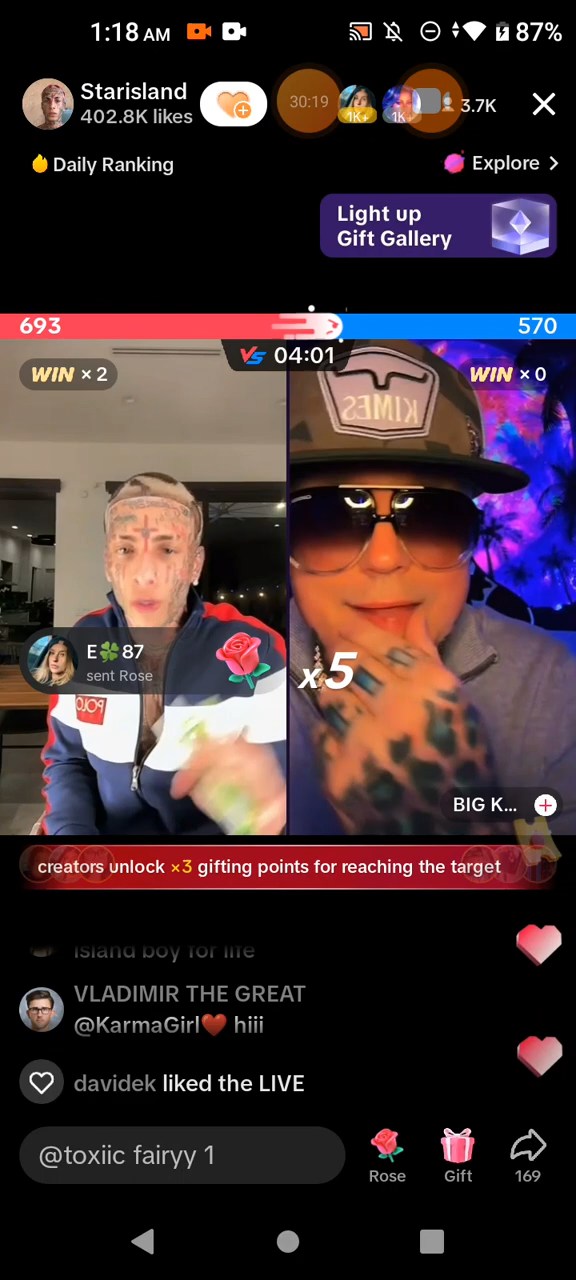 1:18 AM
87%
Starisland
402.8K likes
30:19
1K+
1K+
3.7K
Daily Ranking
Explore
Light up
Gift Gallery
693
570
VS 04:01
WIN × 2
WIN × 0
KIMES
E🍀87
sent Rose
x5
POLO
BIG K...
creators unlock ×3 gifting points for reaching the target
island boy for life
VLADIMIR THE GREAT
@KarmaGirl❤️ hiii
davidek liked the LIVE
@toxiic fairyy 1
Rose
Gift
169